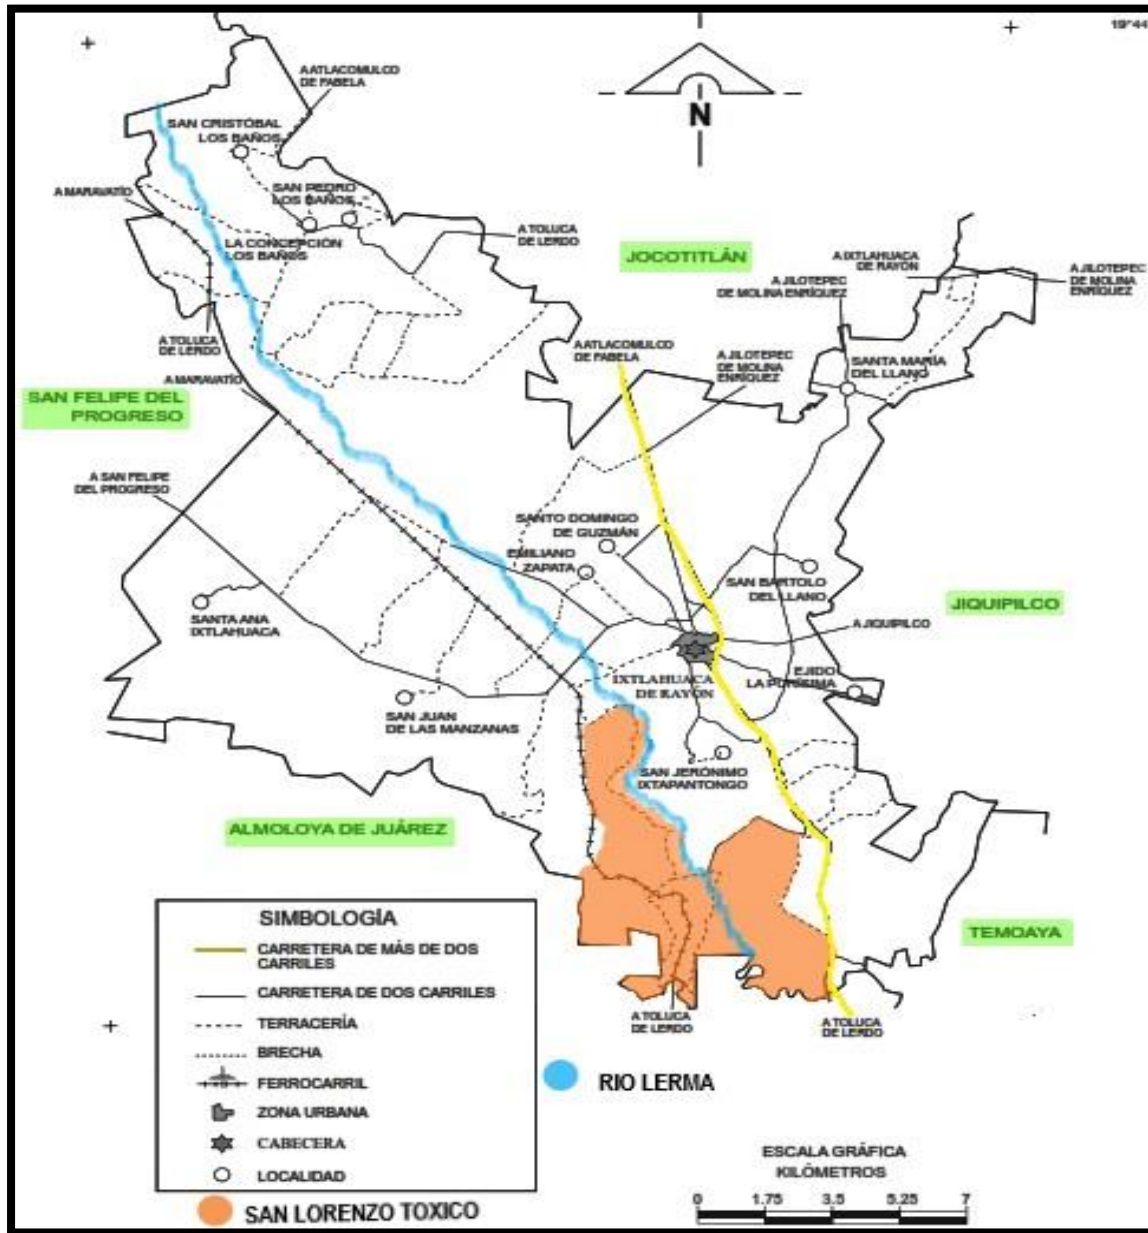 19°44
A ATLACOMULCO
DE FABELA
N
SAN CRISTÓBAL
LOS BAÑOS
A MARAVATÍO
SAN PEDRO
LOS BAÑOS
LA CONCEPCIÓN
LOS BAÑOS
A TOLUCA
DE LERDO
JOCOTITLÁN
A IXTLAHUACA
DE RAYÓN
A JILOTEPEC
DE MOLINA
ENRÍQUEZ
A JILOTEPEC
DE MOLINA ENRÍQUEZ
A TOLUCA
DE LERDO
A ATLACOMULCO
DE FABELA
A JILOTEPEC
DE MOLINA
ENRÍQUEZ
SANTA MARÍA
DEL LLANO
A MARAVATÍO
SAN FELIPE DEL
PROGRESO
A SAN FELIPE
DEL PROGRESO
SANTO DOMINGO
DE GUZMÁN
EMILIANO
ZAPATA
SAN BARTOLO
DEL LLANO
JIQUIPILCO
SANTA ANA
IXTLAHUACA
A JIQUIPILCO
IXTLAHUACA
DE RAYÓN
EJIDO
LA PURÍSIMA
SAN JUAN
DE LAS MANZANAS
SAN JERÓNIMO
IXTAPANTONGO
ALMOLOYA DE JUÁREZ
TEMOAYA
A TOLUCA
DE LERDO
A TOLUCA
DE LERDO
SIMBOLOGÍA
CARRETERA DE MÁS DE DOS
CARRILES
CARRETERA DE DOS CARRILES
TERRACERÍA
BRECHA
FERROCARRIL
ZONA URBANA
CABECERA
LOCALIDAD
RIO LERMA
SAN LORENZO TOXICO
ESCALA GRÁFICA
KILÓMETROS
0 1.75 3.5 5.25 7